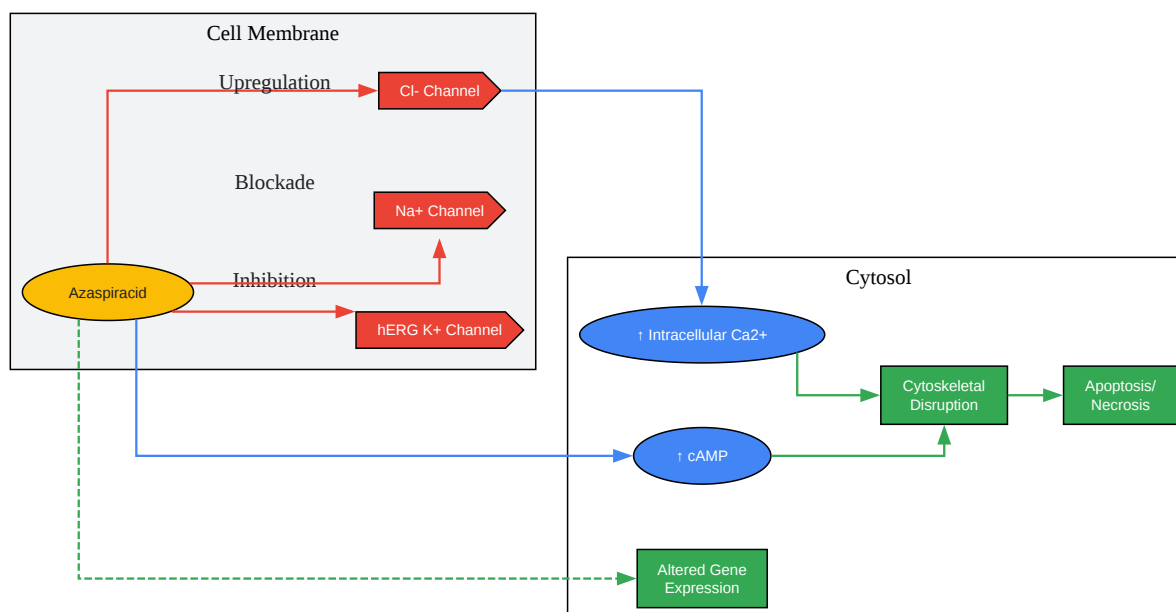 Cell Membrane
Upregulation
Cl- Channel
Blockade
Na+ Channel
Inhibition
Azaspiracid
hERG K+ Channel
Cytosol
↑ Intracellular Ca2+
Cytoskeletal
Disruption
Apoptosis/
Necrosis
↑ cAMP
Altered Gene
Expression